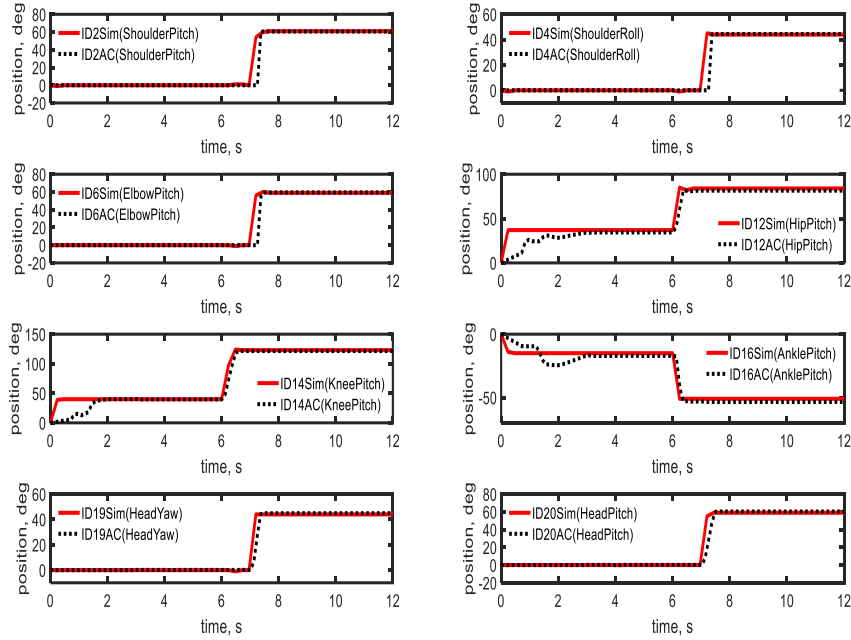 position, deg
80
60
40
20
0
-20
ID2Sim(ShoulderPitch)
ID2AC(ShoulderPitch)
0 2 4 6 8 10 12
time, s
position, deg
60
40
20
0
ID4Sim(ShoulderRoll)
ID4AC(ShoulderRoll)
0 2 4 6 8 10 12
time, s
position, deg
80
60
40
20
0
-20
ID6Sim(ElbowPitch)
ID6AC(ElbowPitch)
0 2 4 6 8 10 12
time, s
position, deg
100
50
0
ID12Sim(HipPitch)
ID12AC(HipPitch)
0 2 4 6 8 10 12
time, s
position, deg
150
100
50
0
ID14Sim(KneePitch)
ID14AC(KneePitch)
0 2 4 6 8 10 12
time, s
position, deg
0
-50
ID16Sim(AnklePitch)
ID16AC(AnklePitch)
0 2 4 6 8 10 12
time, s
position, deg
60
40
20
0
ID19Sim(HeadYaw)
ID19AC(HeadYaw)
0 2 4 6 8 10 12
time, s
position, deg
80
60
40
20
0
-20
ID20Sim(HeadPitch)
ID20AC(HeadPitch)
0 2 4 6 8 10 12
time, s